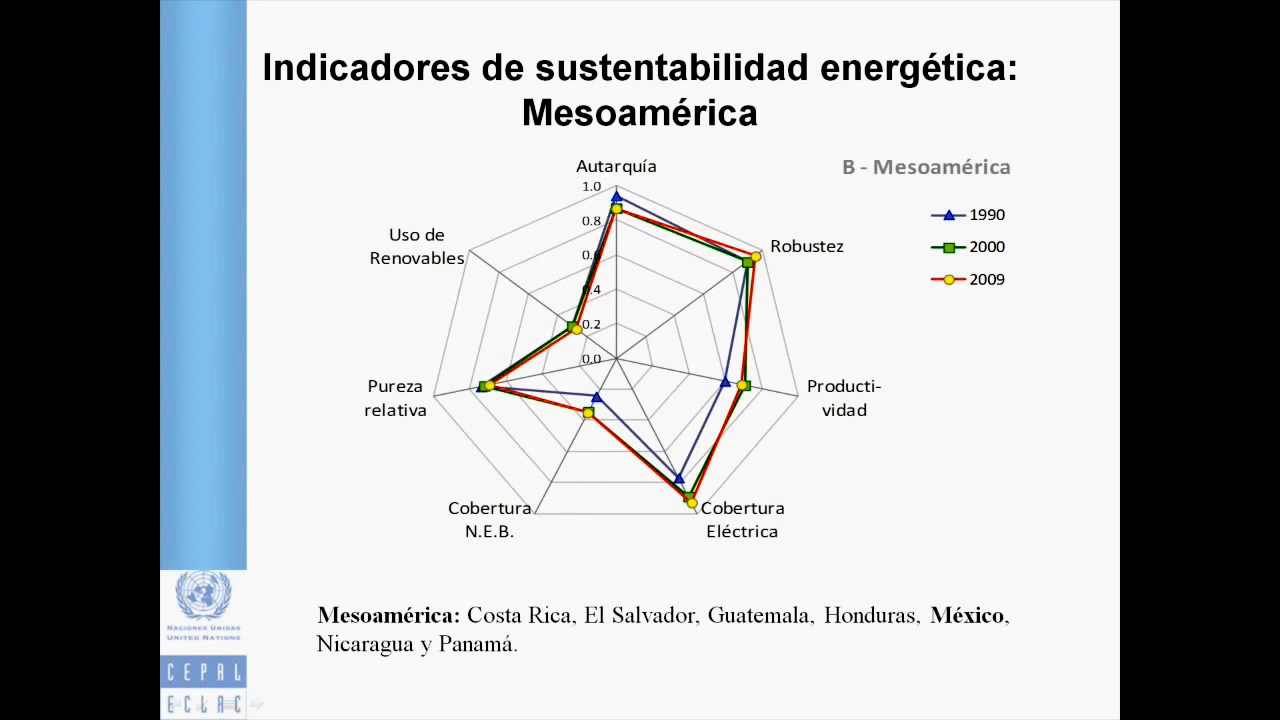 Indicadores de sustentabilidad energética:
Mesoamérica
B - Mesoamérica
1990
2000
2009
Autarquía
1.0
0.8
0.6
0.4
0.2
0.0
Robustez
Producti-
vidad
Cobertura
Eléctrica
Cobertura
N.E.B.
Pureza
relativa
Uso de
Renovables
Mesoamérica: Costa Rica, El Salvador, Guatemala, Honduras, México,
Nicaragua y Panamá.
NACIONES UNIDAS
UNITED NATIONS
CEPAL
ECLAC